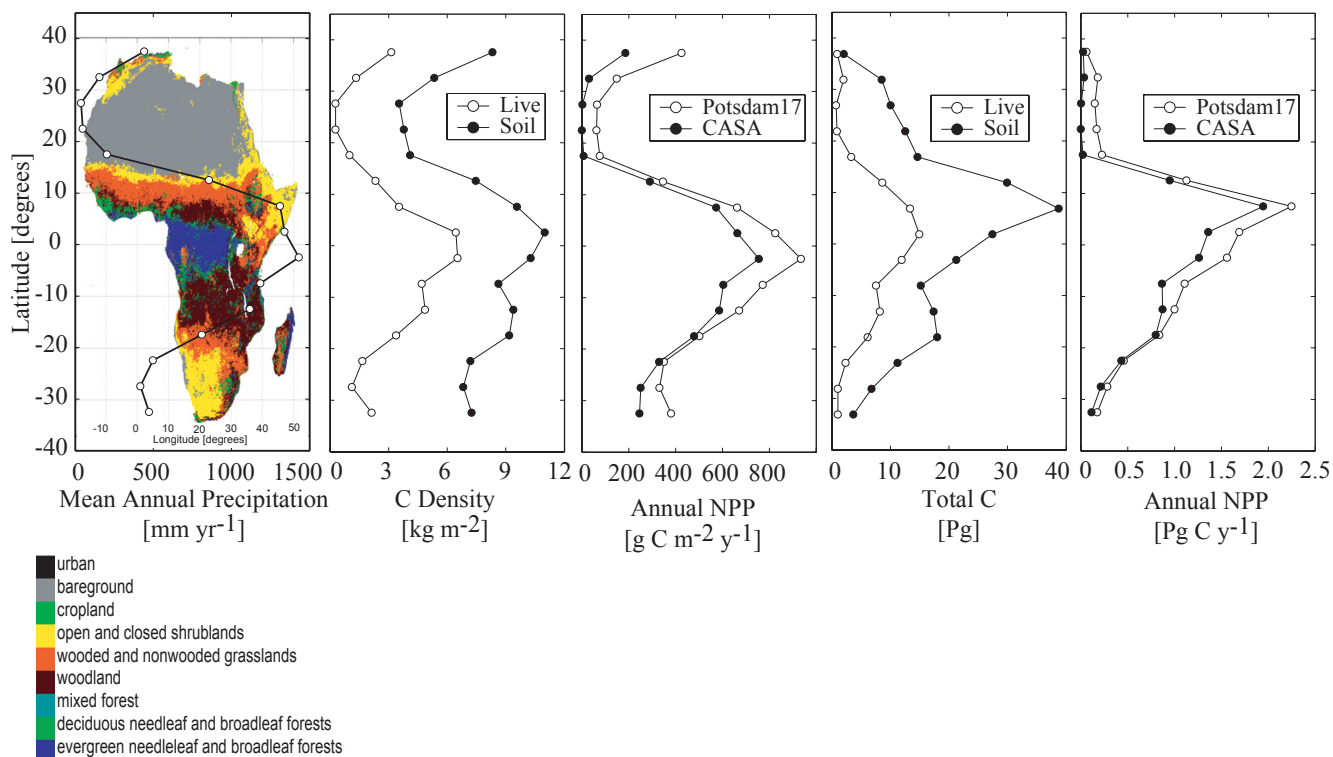 Latitude [degrees]
40
30
20
10
0
-10
-20
-30
-40
-10 0 10 20 30 40 50
Longitude [degrees]
0 500 1000 1500
Mean Annual Precipitation
[mm yr-1]
Live
Soil
0 3 6 9 12
C Density
[kg m-2]
Potsdam17
CASA
0 200 400 600 800
Annual NPP
[g C m-2 y-1]
Live
Soil
0 10 20 30 40
Total C
[Pg]
Potsdam17
CASA
0 0.5 1.0 1.5 2.0 2.5
Annual NPP
[Pg C y-1]
urban
bareground
cropland
open and closed shrublands
wooded and nonwooded grasslands
woodland
mixed forest
deciduous needleaf and broadleaf forests
evergreen needleleaf and broadleaf forests